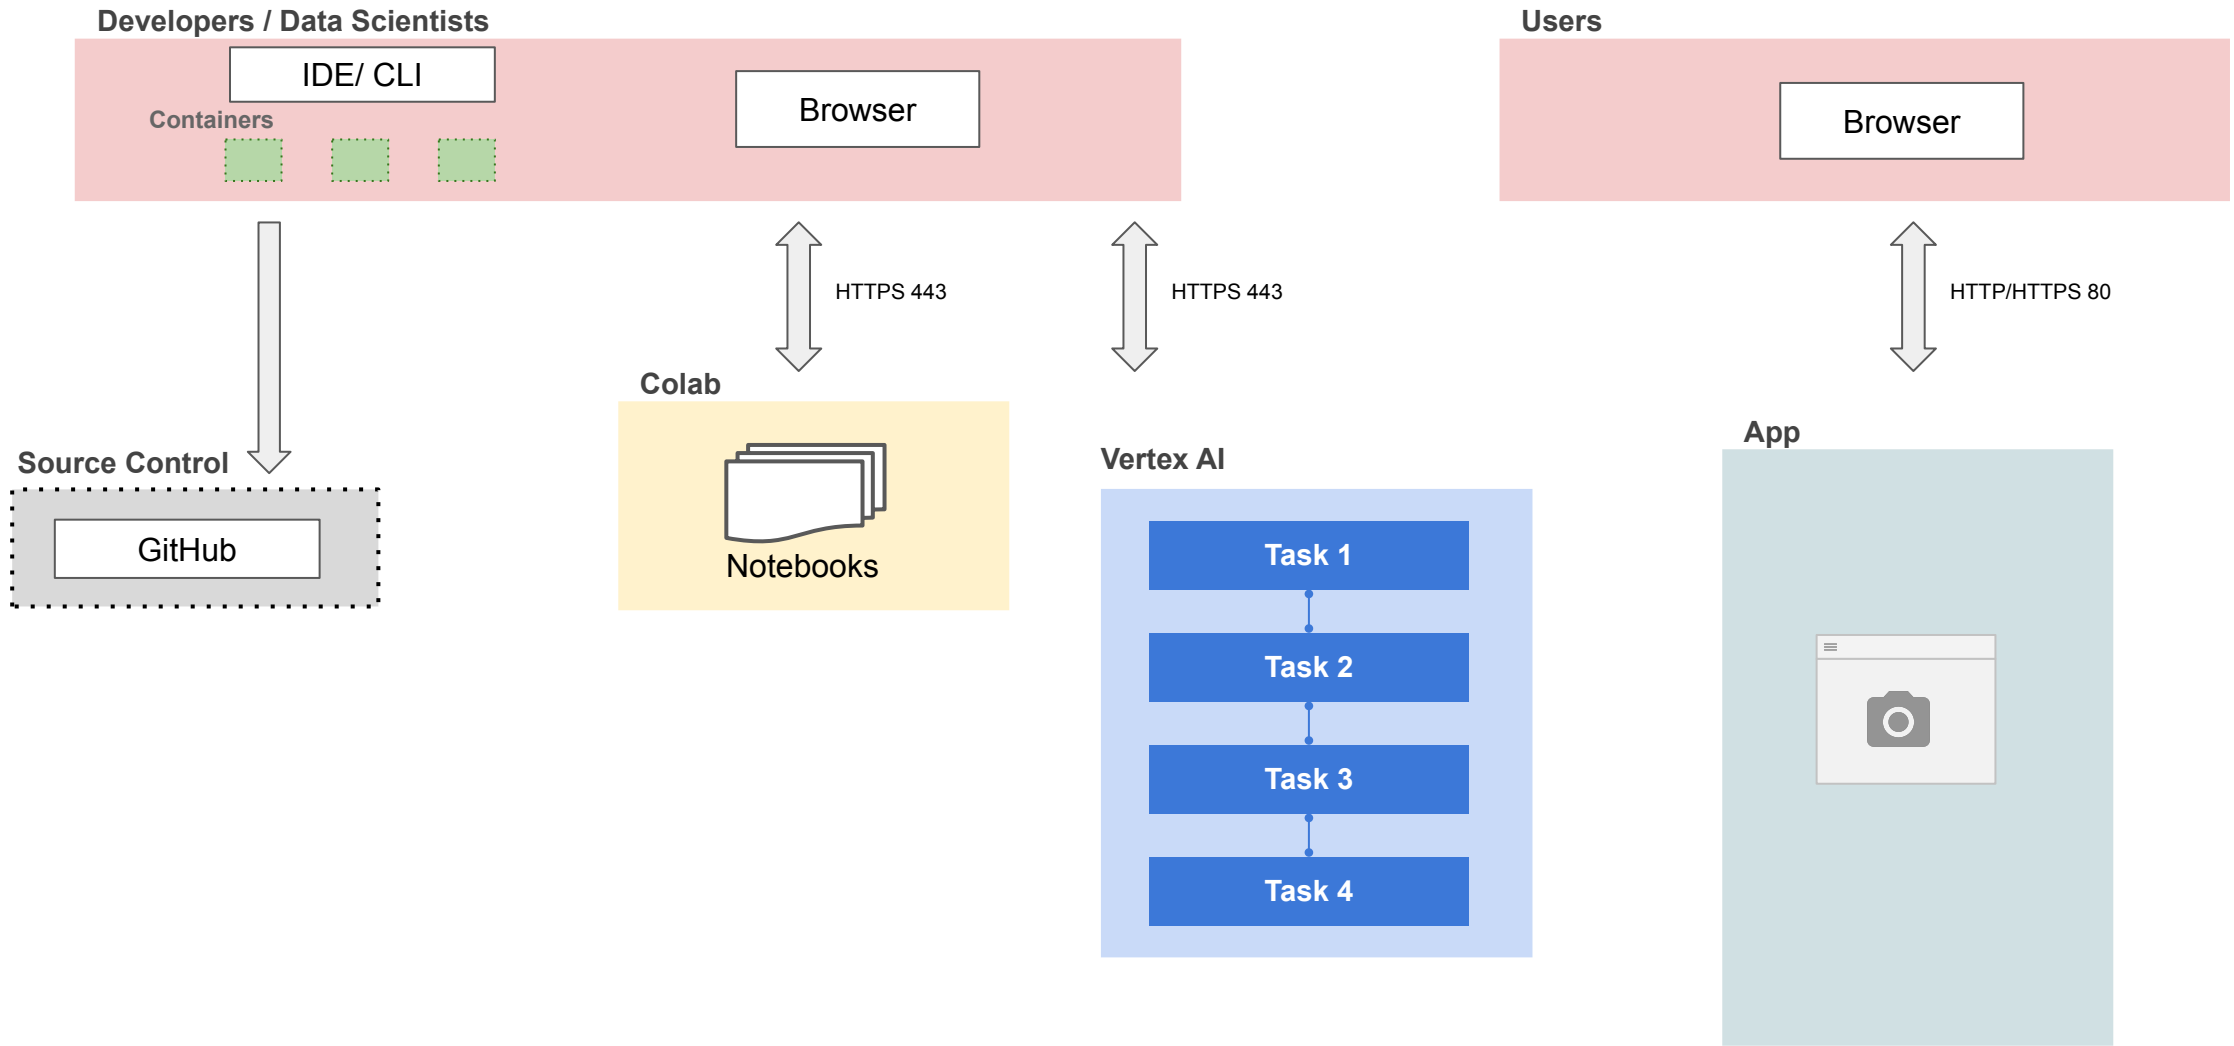 Developers / Data Scientists
IDE/ CLI
Containers
Browser
Users
Browser
HTTPS 443
HTTPS 443
HTTP/HTTPS 80
Source Control
GitHub
Colab
Notebooks
Vertex AI
Task 1
Task 2
Task 3
Task 4
App